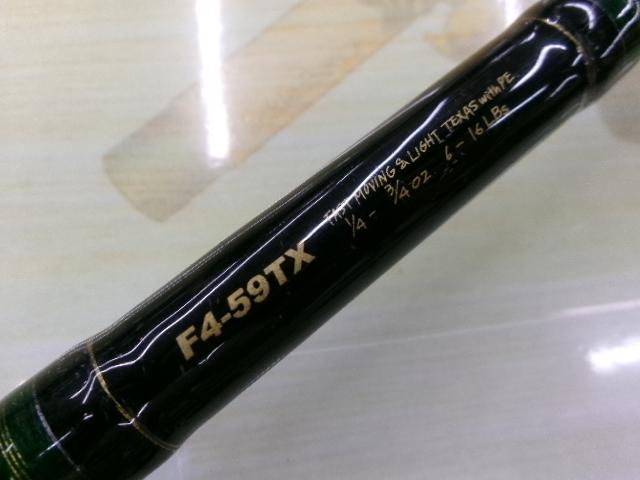 F4-59TX
FAST MOVING & LIGHT TEXAS with PE
1/4 - 3/4 OZ. 6 - 16 LBs